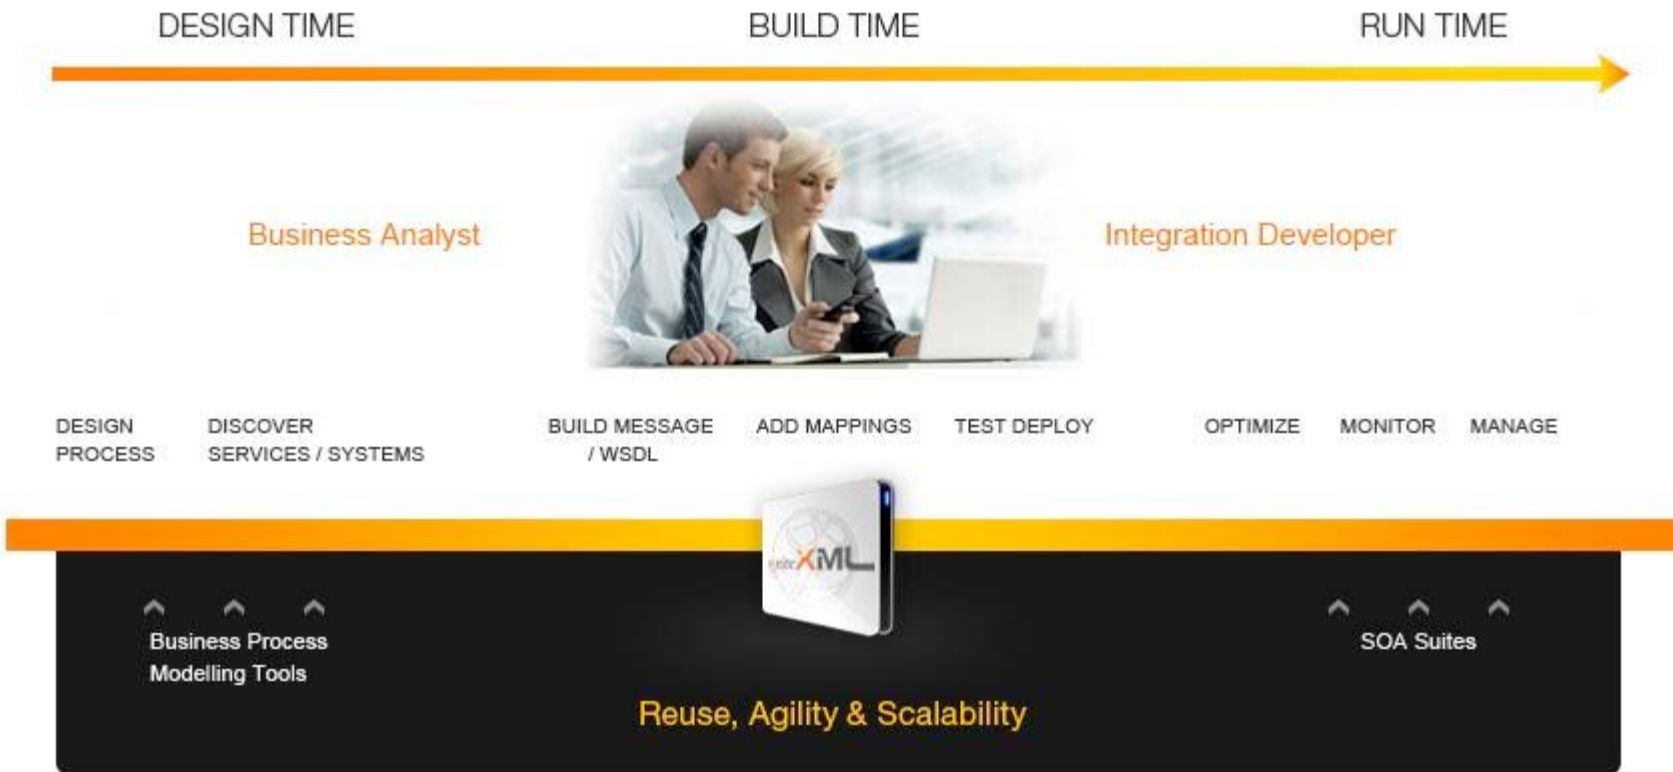 DESIGN TIME
BUILD TIME
RUN TIME
Business Analyst
Integration Developer
DESIGN
PROCESS
DISCOVER
SERVICES / SYSTEMS
BUILD MESSAGE
/ WSDL
ADD MAPPINGS
TEST DEPLOY
OPTIMIZE
MONITOR
MANAGE
XML
Business Process
Modelling Tools
SOA Suites
Reuse, Agility & Scalability